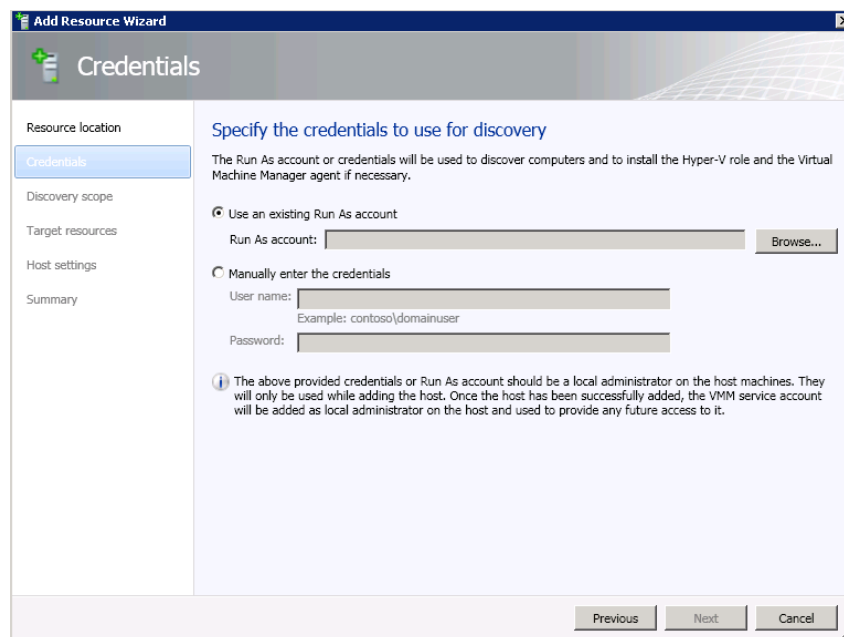 Add Resource Wizard
Credentials
Resource location
Credentials
Discovery scope
Target resources
Host settings
Summary
Specify the credentials to use for discovery
The Run As account or credentials will be used to discover computers and to install the Hyper-V role and the Virtual
Machine Manager agent if necessary.
Use an existing Run As account
Run As account:
Browse...
Manually enter the credentials
User name:
Example: contoso\domainuser
Password:
The above provided credentials or Run As account should be a local administrator on the host machines. They
will only be used while adding the host. Once the host has been successfully added, the VMM service account
will be added as local administrator on the host and used to provide any future access to it.
Previous
Next
Cancel